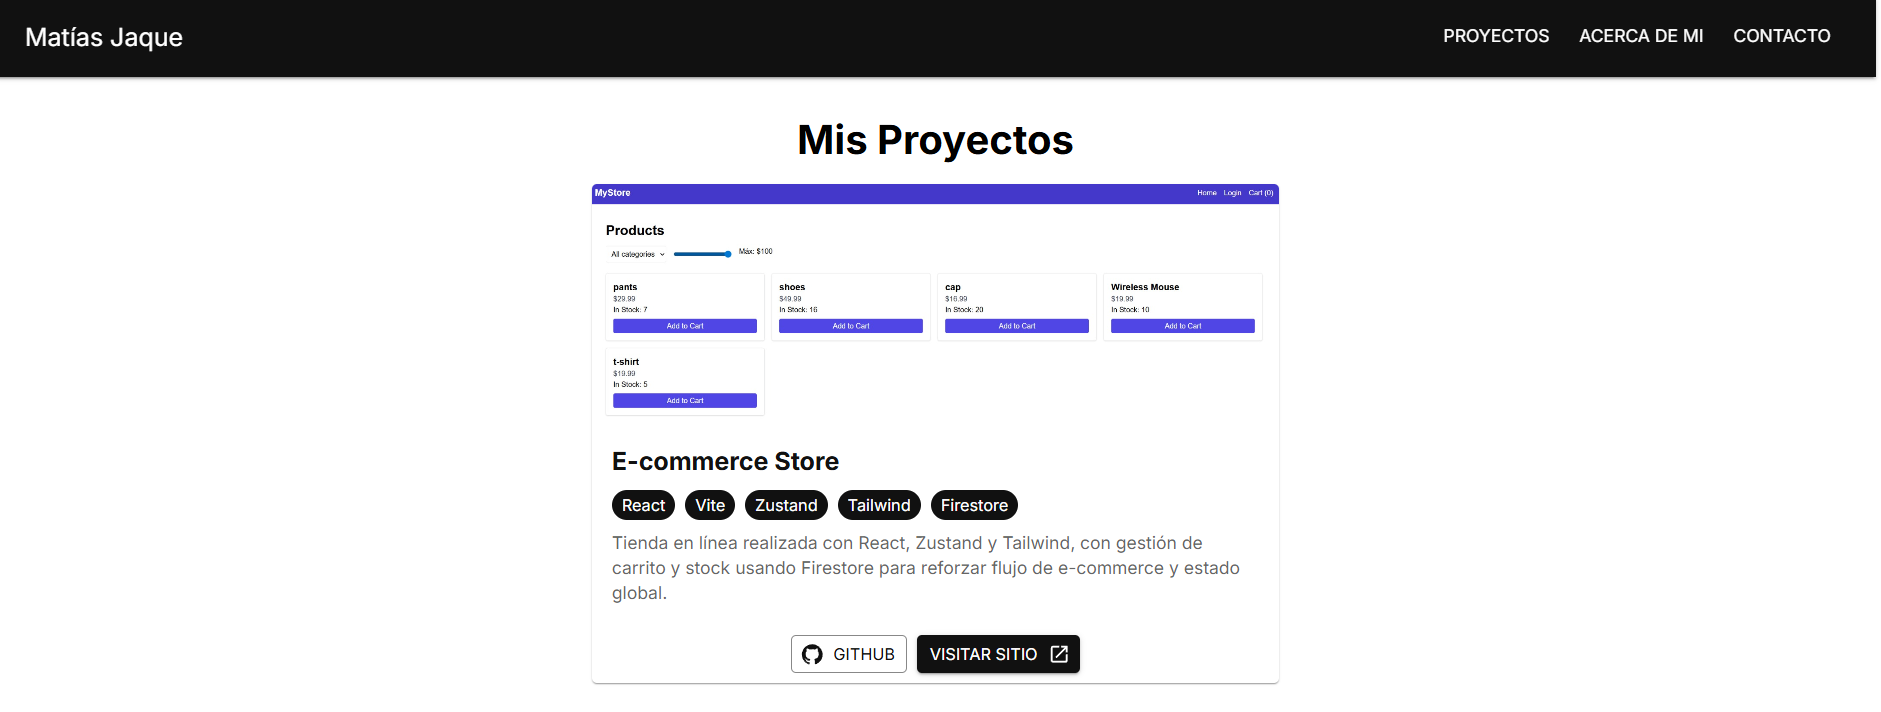 Matías Jaque
PROYECTOS ACERCA DE MI CONTACTO
Mis Proyectos
MyStore
Home Login Cart (0)
Products
All categories
Máx: $100
pants
$29.99
In Stock: 7
Add to Cart
shoes
$49.99
In Stock: 16
Add to Cart
cap
$16.99
In Stock: 20
Add to Cart
Wireless Mouse
$19.99
In Stock: 10
Add to Cart
t-shirt
$19.99
In Stock: 5
Add to Cart
E-commerce Store
React Vite Zustand Tailwind Firestore
Tienda en línea realizada con React, Zustand y Tailwind, con gestión de
carrito y stock usando Firestore para reforzar flujo de e-commerce y estado
global.
GITHUB
VISITAR SITIO